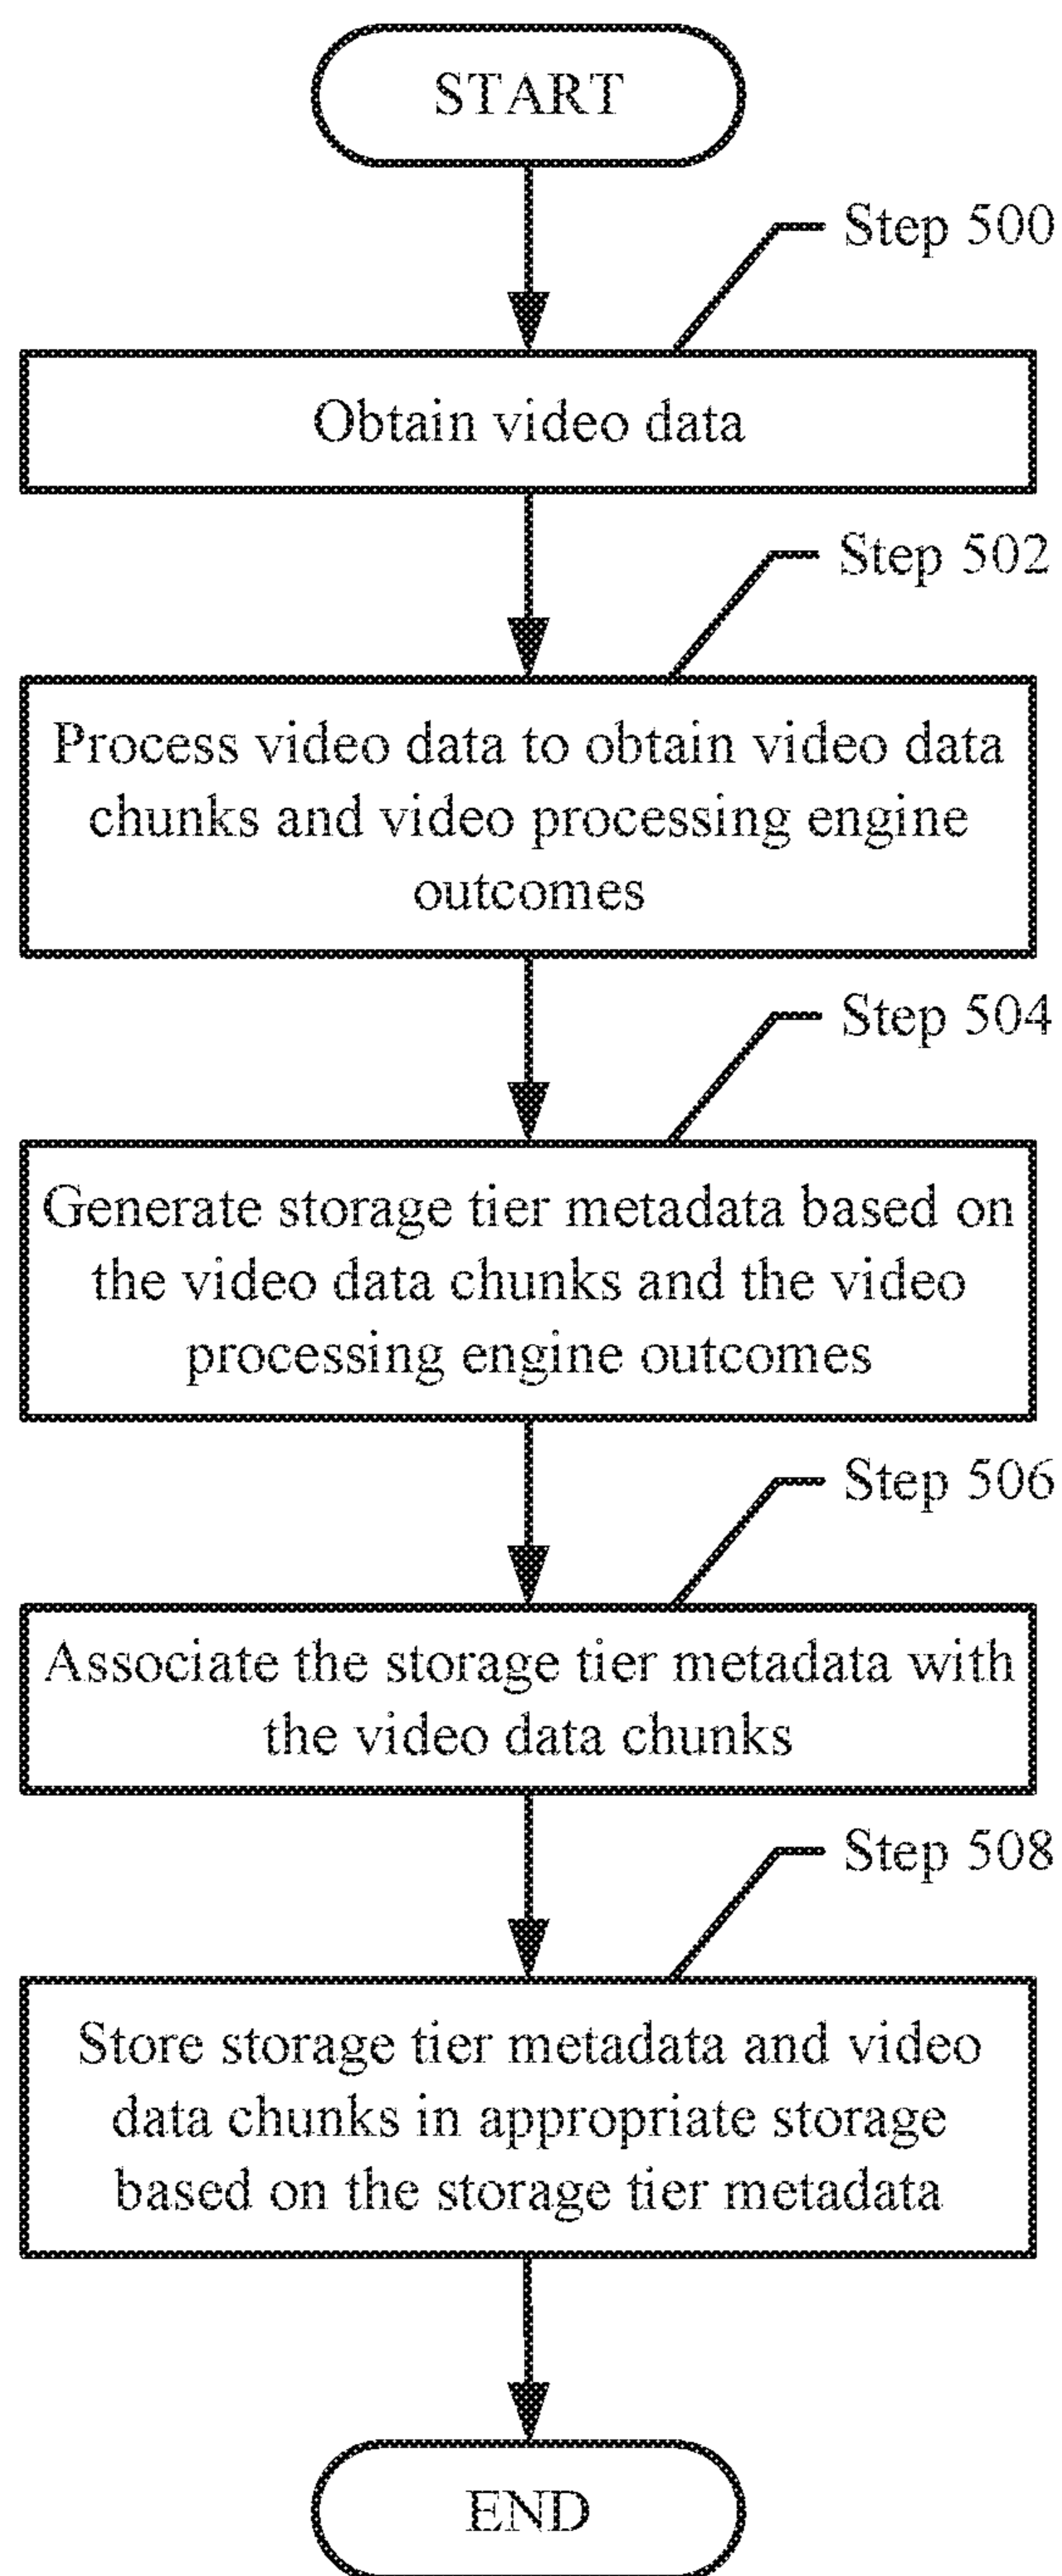 START
Step 500
Obtain video data
Step 502
Process video data to obtain video data
chunks and video processing engine
outcomes
Step 504
Generate storage tier metadata based on
the video data chunks and the video
processing engine outcomes
Step 506
Associate the storage tier metadata with
the video data chunks
Step 508
Store storage tier metadata and video
data chunks in appropriate storage
based on the storage tier metadata
END